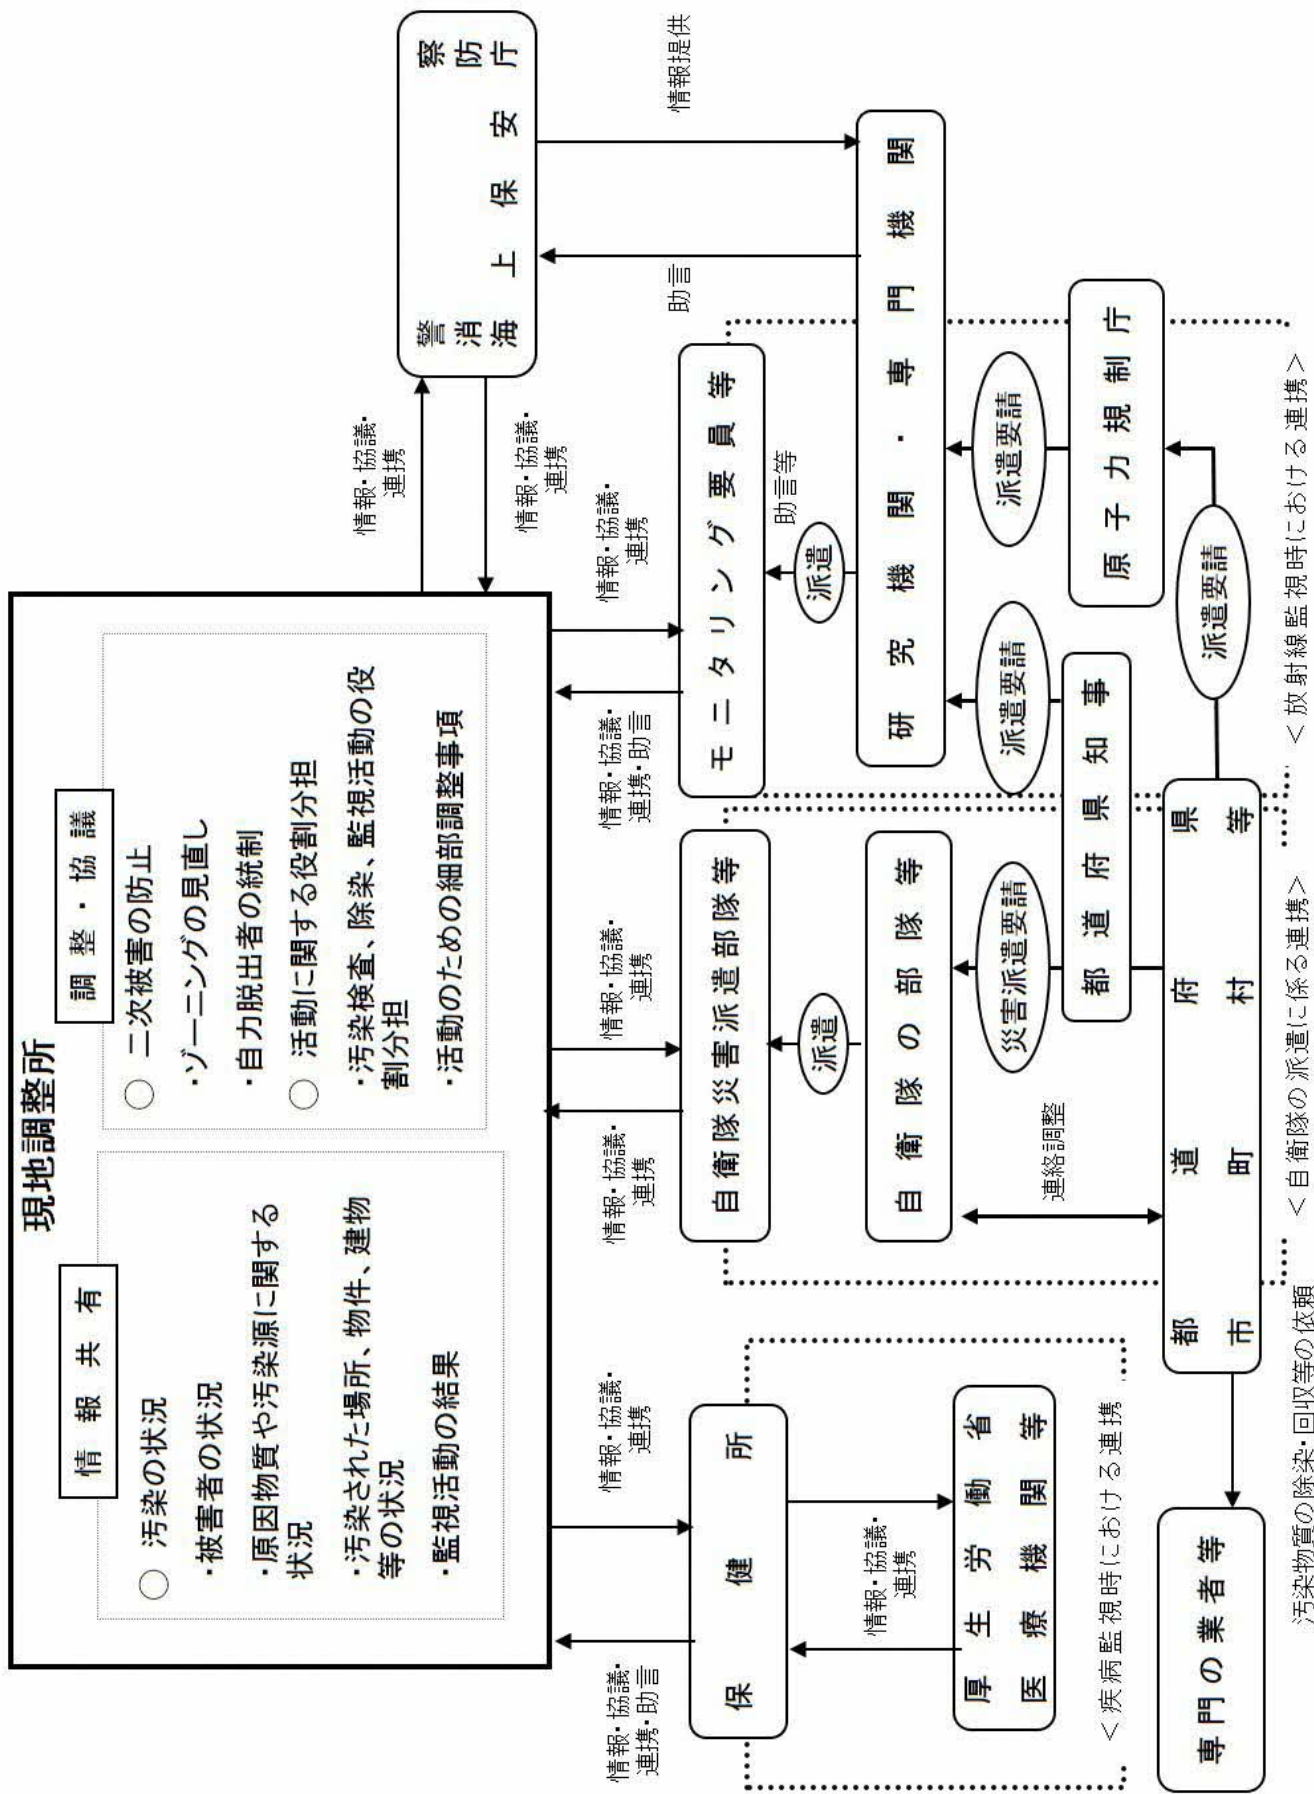 現地調整所
情報共有
○ 汚染の状況
・被害者の状況
・原因物質や汚染源に関する
状況
・汚染された場所、物件、建物
等の状況
・監視活動の結果
調整・協議
○ 二次被害の防止
・ゾーニングの見直し
・自力脱出者の統制
○ 活動に関する役割分担
・汚染検査、除染、監視活動の役
割分担
・活動のための細部調整事項
情報・協議・
連携
情報・協議・
連携
警察
消防
海上保安庁
情報・協議・
連携・助言
情報・協議・
連携
情報・協議・
連携
情報・協議・
連携
情報・協議・
連携・助言
情報・協議・
連携
助言
情報提供
保健所
自衛隊災害派遣部隊等
モニタリング要員等
情報・協議・
連携
派遣
派遣
助言等
厚生労働省
医療機関等
自衛隊の部隊等
研究機関・専門機関
連絡調整
災害派遣要請
派遣要請
派遣要請
都道府県知事
原子力規制庁
<疾病監視時における連携>
専門の業者等
都道府県
市町村等
派遣要請
汚染物質の除染・回収等の依頼
<自衛隊の派遣に係る連携>
<放射線監視時における連携>